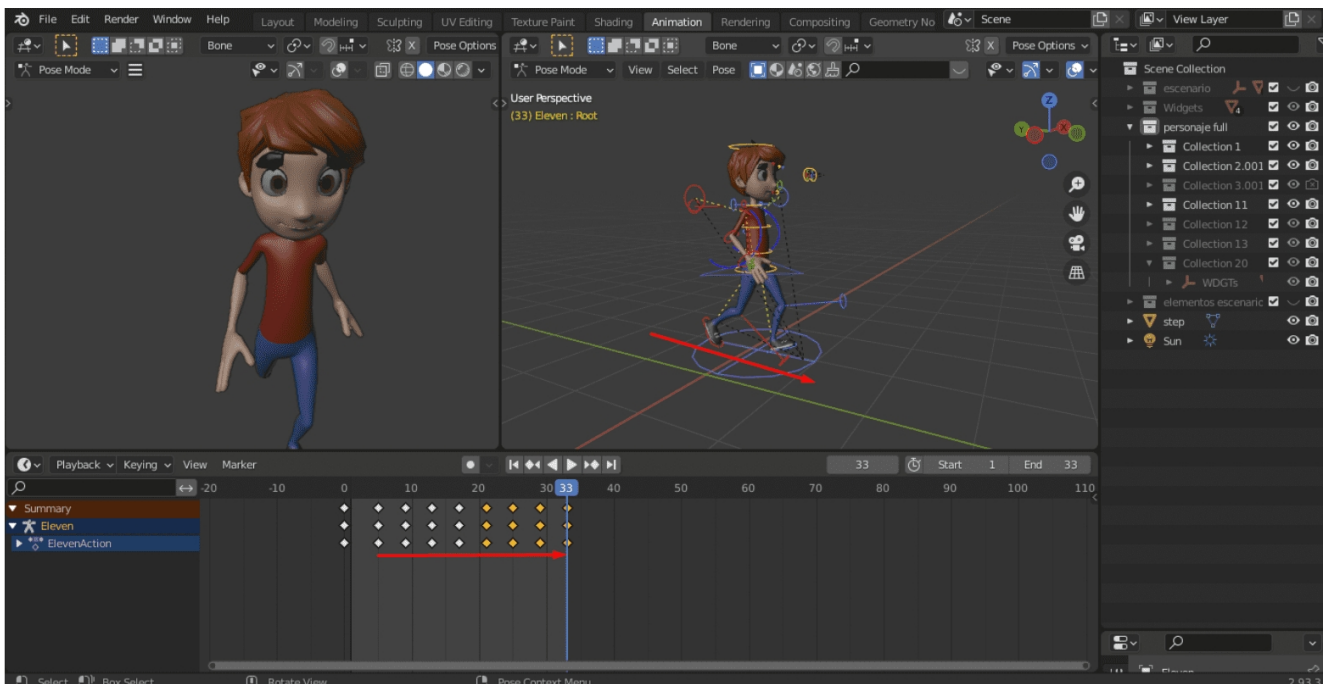 File Edit Render Window Help Layout Modeling Sculpting UV Editing Texture Paint Shading Animation Rendering Compositing Geometry No Scene View Layer
Bone Pose Options Bone Pose Options
Pose Mode Pose Mode View Select Pose
User Perspective
(33) Eleven : Root
Z
Y X
Scene Collection
escenario
Widgets 4
personaje full
Collection 1
Collection 2.001
Collection 3.001
Collection 11
Collection 12
Collection 13
Collection 20
WDGTs
elementos escenaric
step
Sun
Playback Keying View Marker 33 Start 1 End 33
-20 -10 0 10 20 30 33 40 50 60 70 80 90 100 110
Summary
Eleven
ElevenAction
Eleven
Select Box Select Rotate View Pose Context Menu 2.93.3